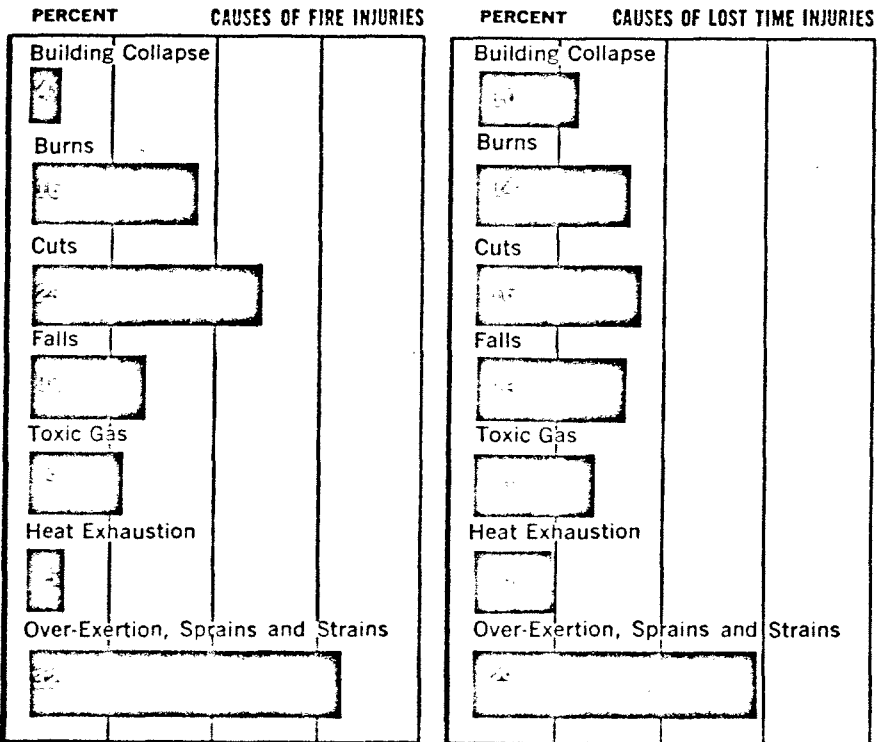 PERCENT CAUSES OF FIRE INJURIES
Building Collapse
Burns
Cuts
24
Falls
Toxic Gas
Heat Exhaustion
Over-Exertion, Sprains and Strains
PERCENT CAUSES OF LOST TIME INJURIES
Building Collapse
Burns
Cuts
Falls
Toxic Gas
Heat Exhaustion
Over-Exertion, Sprains and Strains